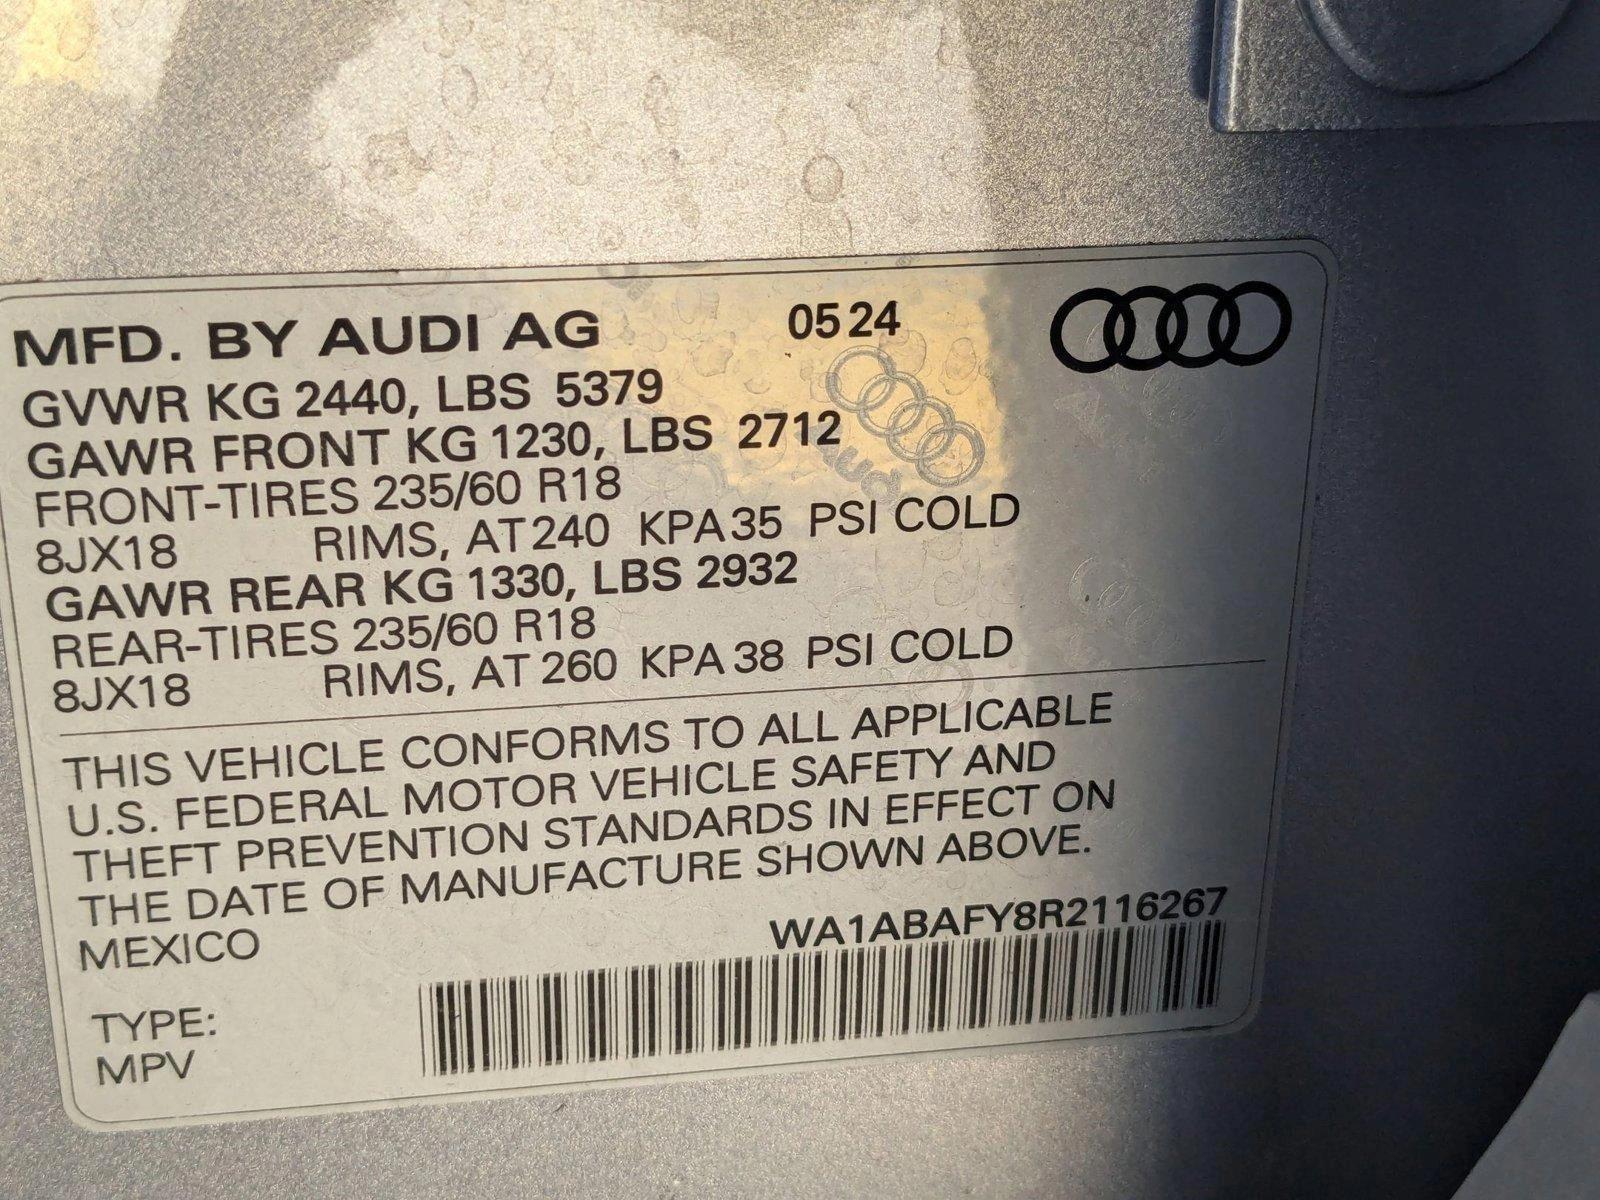 MFD. BY AUDI AG 05 24
GVWR KG 2440, LBS 5379
GAWR FRONT KG 1230, LBS 2712
FRONT-TIRES 235/60 R18
8JX18 RIMS, AT 240 KPA 35 PSI COLD
GAWR REAR KG 1330, LBS 2932
REAR-TIRES 235/60 R18
8JX18 RIMS, AT 260 KPA 38 PSI COLD
THIS VEHICLE CONFORMS TO ALL APPLICABLE
U.S. FEDERAL MOTOR VEHICLE SAFETY AND
THEFT PREVENTION STANDARDS IN EFFECT ON
THE DATE OF MANUFACTURE SHOWN ABOVE.
WA1ABAFY8R2116267
MEXICO
TYPE:
MPV